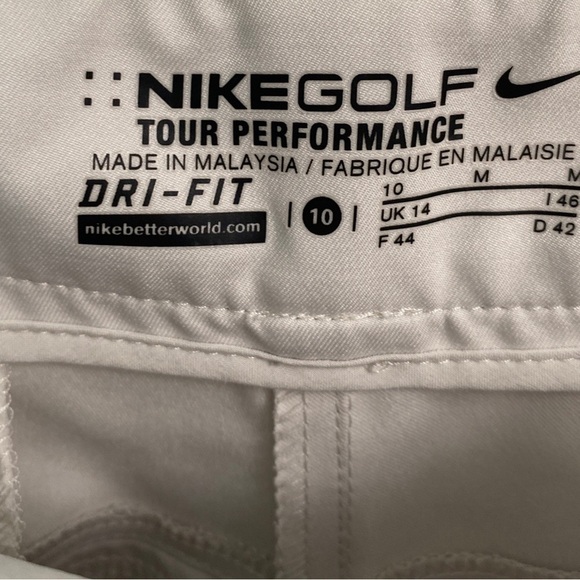 ::NIKEGOLF
TOUR PERFORMANCE
MADE IN MALAYSIA / FABRIQUE EN MALAISIE
DRI-FIT
nikebetterworld.com
| 10 |
10 M M
UK 14 I 46
F 44 D 42